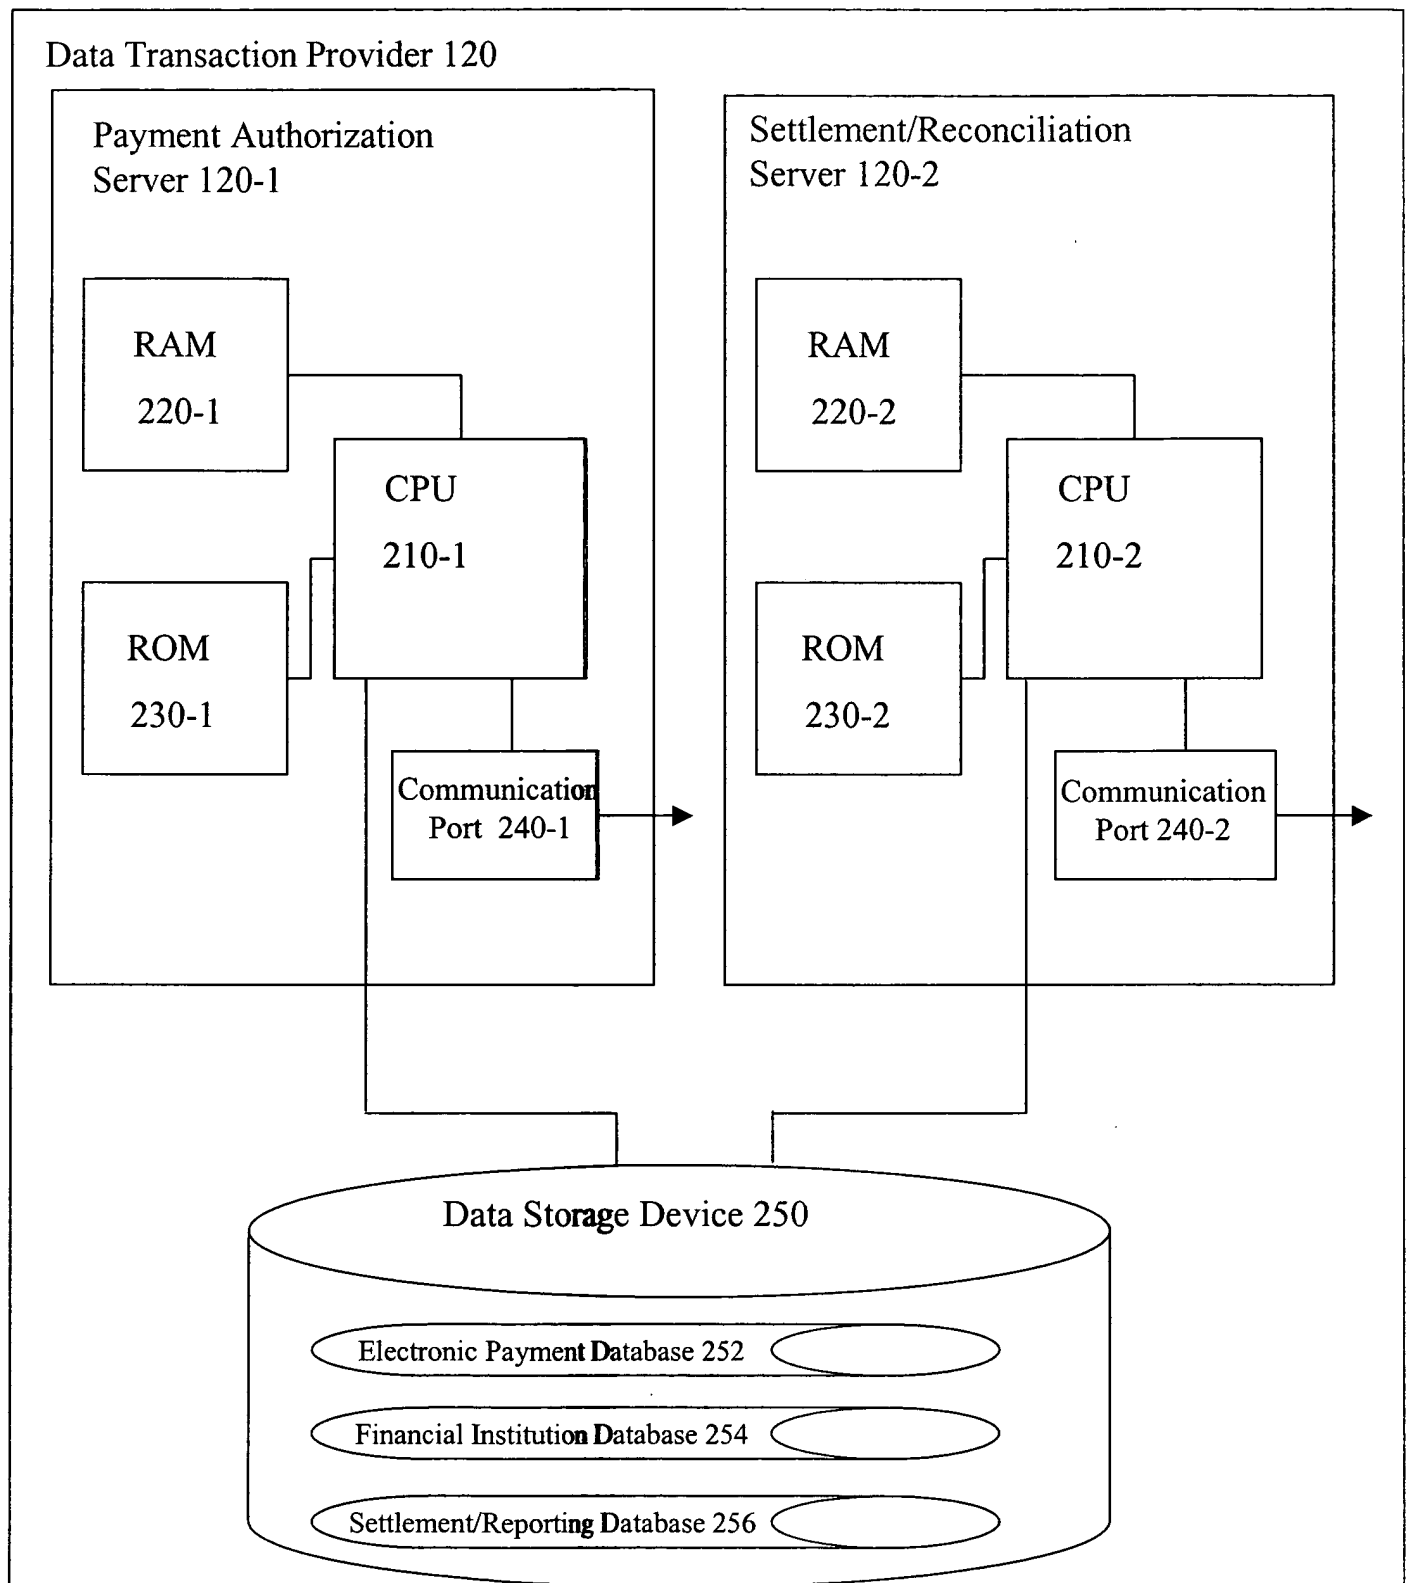 Data Transaction Provider 120
Payment Authorization
Server 120-1
RAM
220-1
CPU
210-1
ROM
230-1
Communication
Port 240-1
Settlement/Reconciliation
Server 120-2
RAM
220-2
CPU
210-2
ROM
230-2
Communication
Port 240-2
Data Storage Device 250
Electronic Payment Database 252
Financial Institution Database 254
Settlement/Reporting Database 256